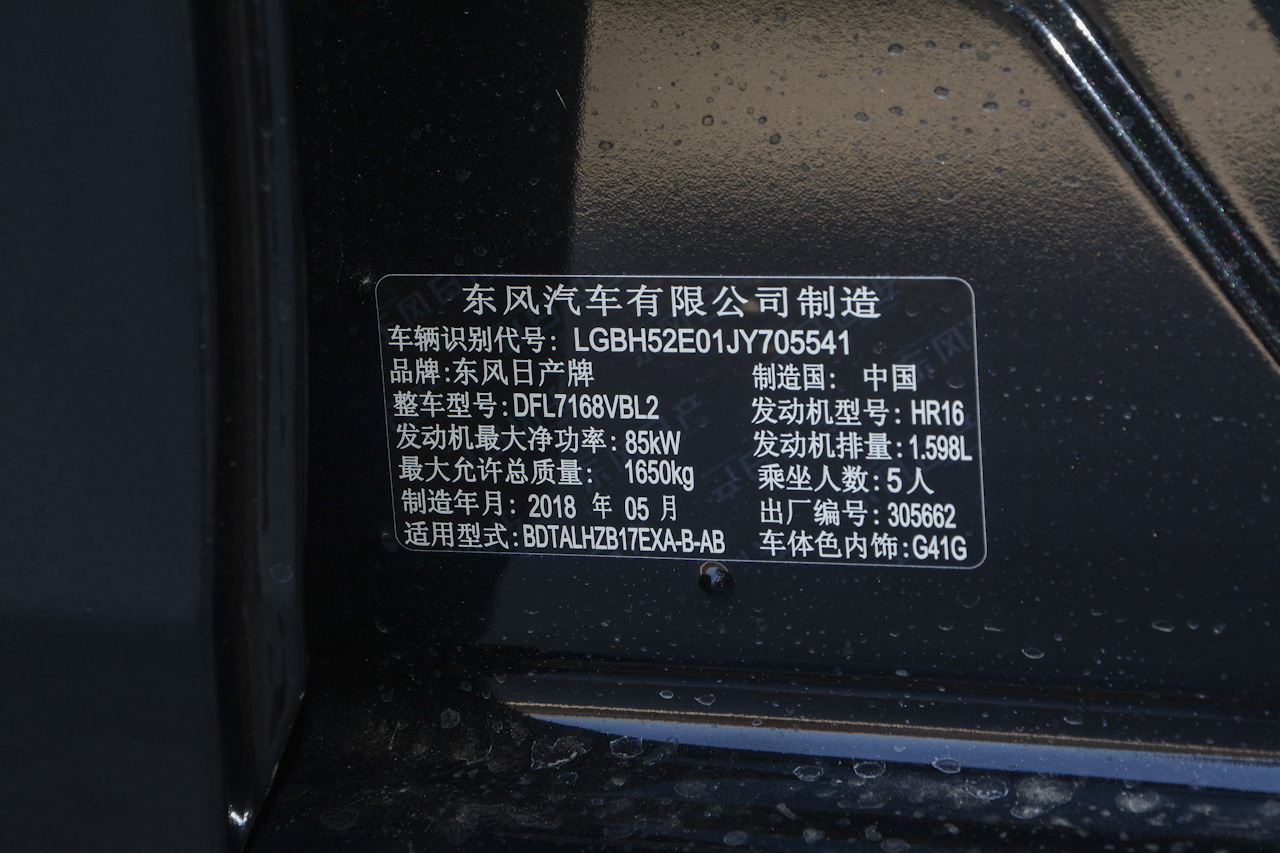 东风汽车有限公司制造
车辆识别代号: LGBH52E01JY705541
品牌:东风日产牌 制造国: 中国
整车型号:DFL7168VBL2 发动机型号: HR16
发动机最大净功率: 85kW 发动机排量:1.598L
最大允许总质量: 1650kg 乘坐人数:5人
制造年月: 2018 年 05 月 出厂编号: 305662
适用型式:BDTALHZB17EXA-B-AB 车体色内饰:G41G